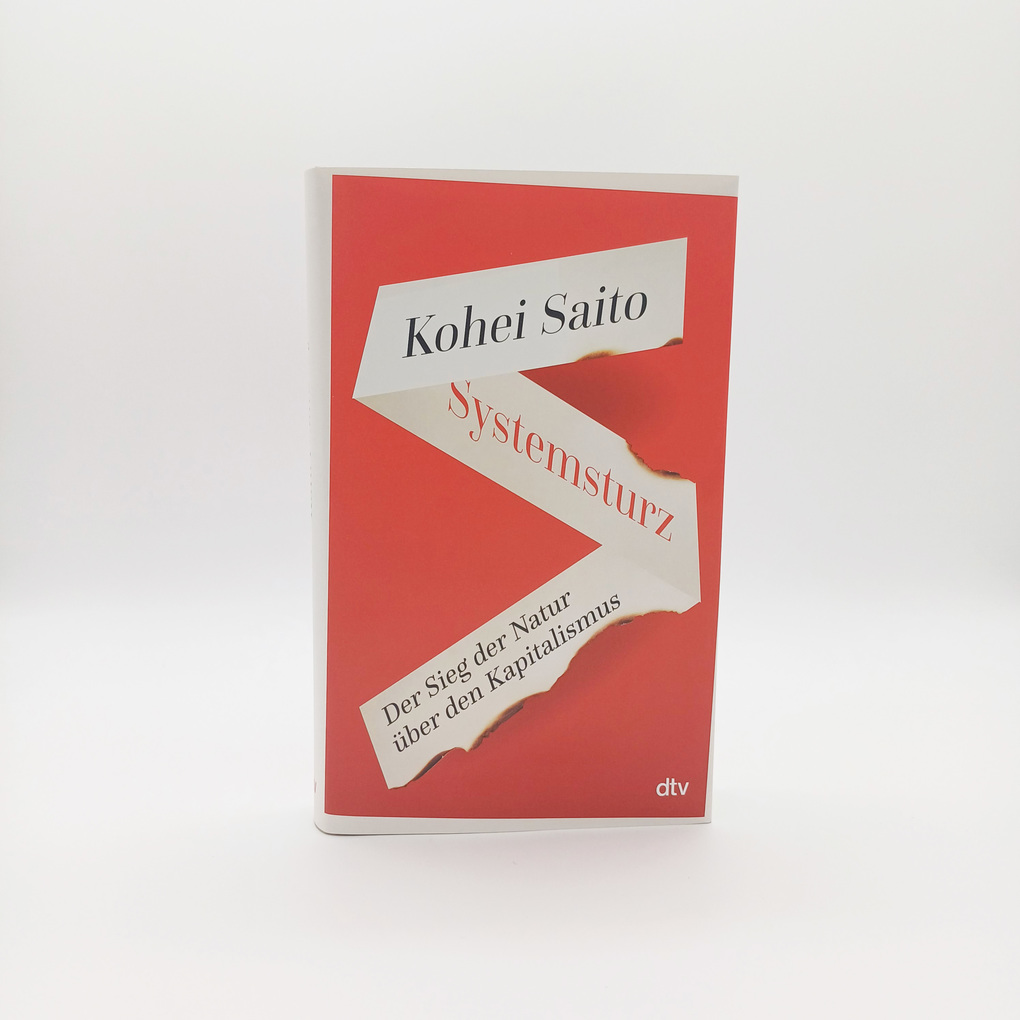 Kohei Saito
Systemsturz
Der Sieg der Natur
über den Kapitalismus
dtv